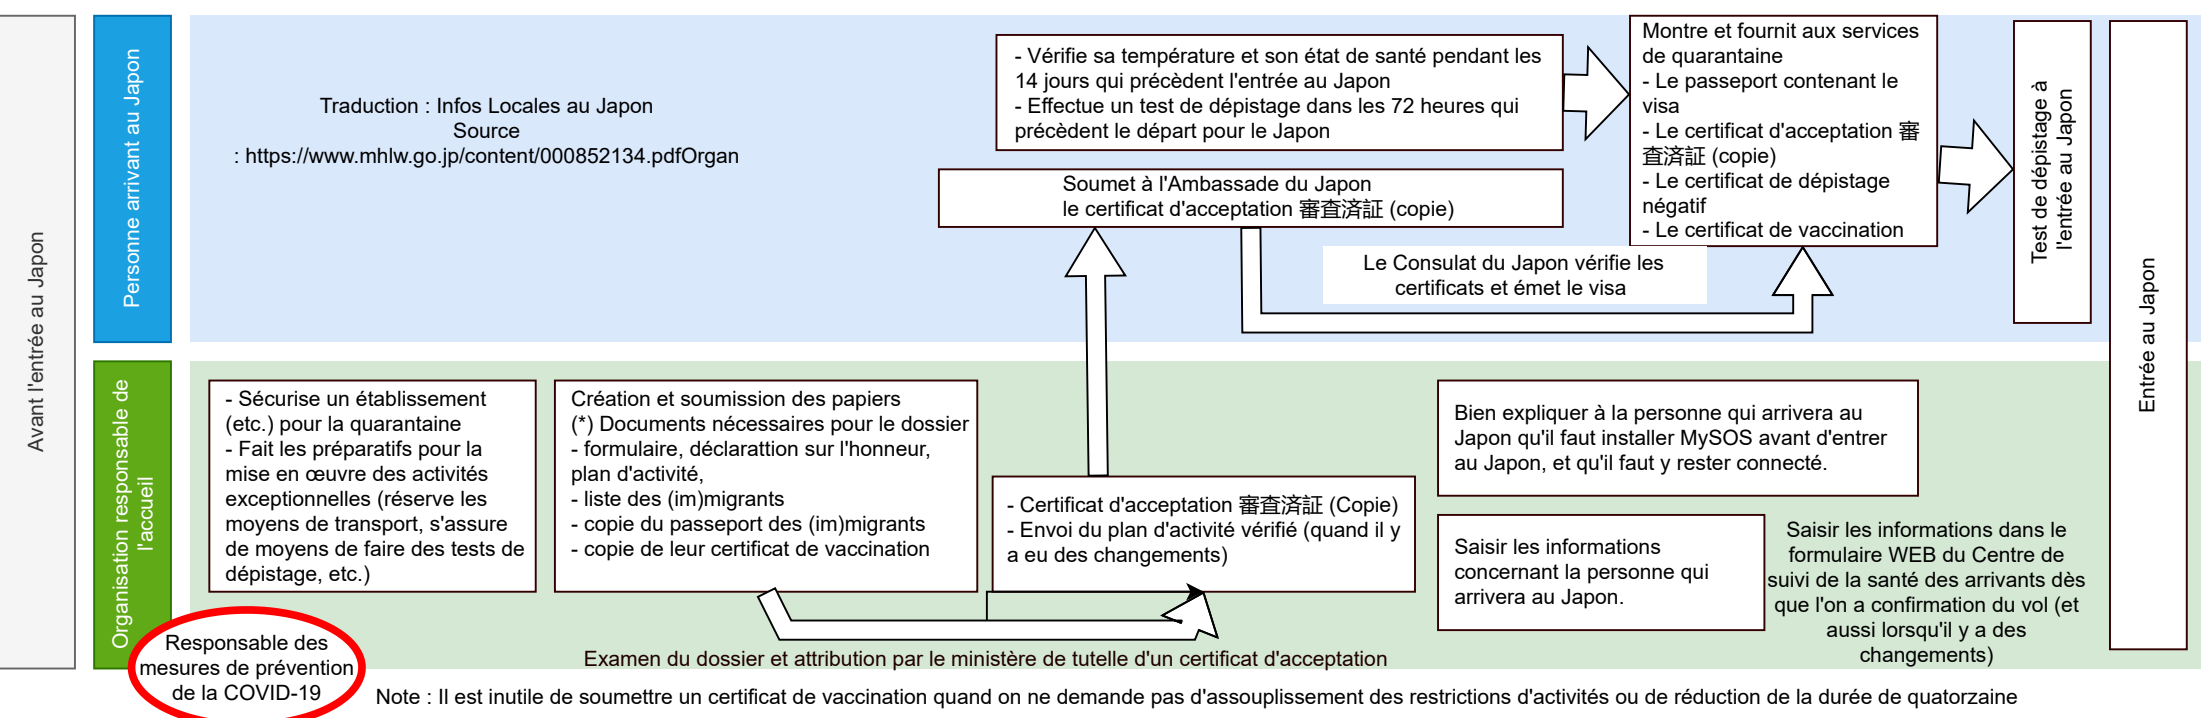 Avant l'entrée au Japon
Personne arrivant au Japon
Traduction : Infos Locales au Japon
Source
: https://www.mhlw.go.jp/content/000852134.pdfOrgan
- Vérifie sa température et son état de santé pendant les
14 jours qui précèdent l'entrée au Japon
- Effectue un test de dépistage dans les 72 heures qui
précèdent le départ pour le Japon
Soumet à l'Ambassade du Japon
le certificat d'acceptation 審査済証 (copie)
Le Consulat du Japon vérifie les
certificats et émet le visa
Montre et fournit aux services
de quarantaine
- Le passeport contenant le
visa
- Le certificat d'acceptation 審
査済証 (copie)
- Le certificat de dépistage
négatif
- Le certificat de vaccination
Test de dépistage à
l'entrée au Japon
Entrée au Japon
Organisation responsable de
l'accueil
- Sécurise un établissement
(etc.) pour la quarantaine
- Fait les préparatifs pour la
mise en œuvre des activités
exceptionnelles (réserve les
moyens de transport, s'assure
de moyens de faire des tests de
dépistage, etc.)
Création et soumission des papiers
(*) Documents nécessaires pour le dossier
- formulaire, déclarattion sur l'honneur,
plan d'activité,
- liste des (im)migrants
- copie du passeport des (im)migrants
- copie de leur certificat de vaccination
- Certificat d'acceptation 審査済証 (Copie)
- Envoi du plan d'activité vérifié (quand il y
a eu des changements)
Bien expliquer à la personne qui arrivera au
Japon qu'il faut installer MySOS avant d'entrer
au Japon, et qu'il faut y rester connecté.
Saisir les informations
concernant la personne qui
arrivera au Japon.
Saisir les informations dans le
formulaire WEB du Centre de
suivi de la santé des arrivants dès
que l'on a confirmation du vol (et
aussi lorsqu'il y a des
changements)
Examen du dossier et attribution par le ministère de tutelle d'un certificat d'acceptation
Responsable des
mesures de prévention
de la COVID-19
Note : Il est inutile de soumettre un certificat de vaccination quand on ne demande pas d'assouplissement des restrictions d'activités ou de réduction de la durée de quatorzaine